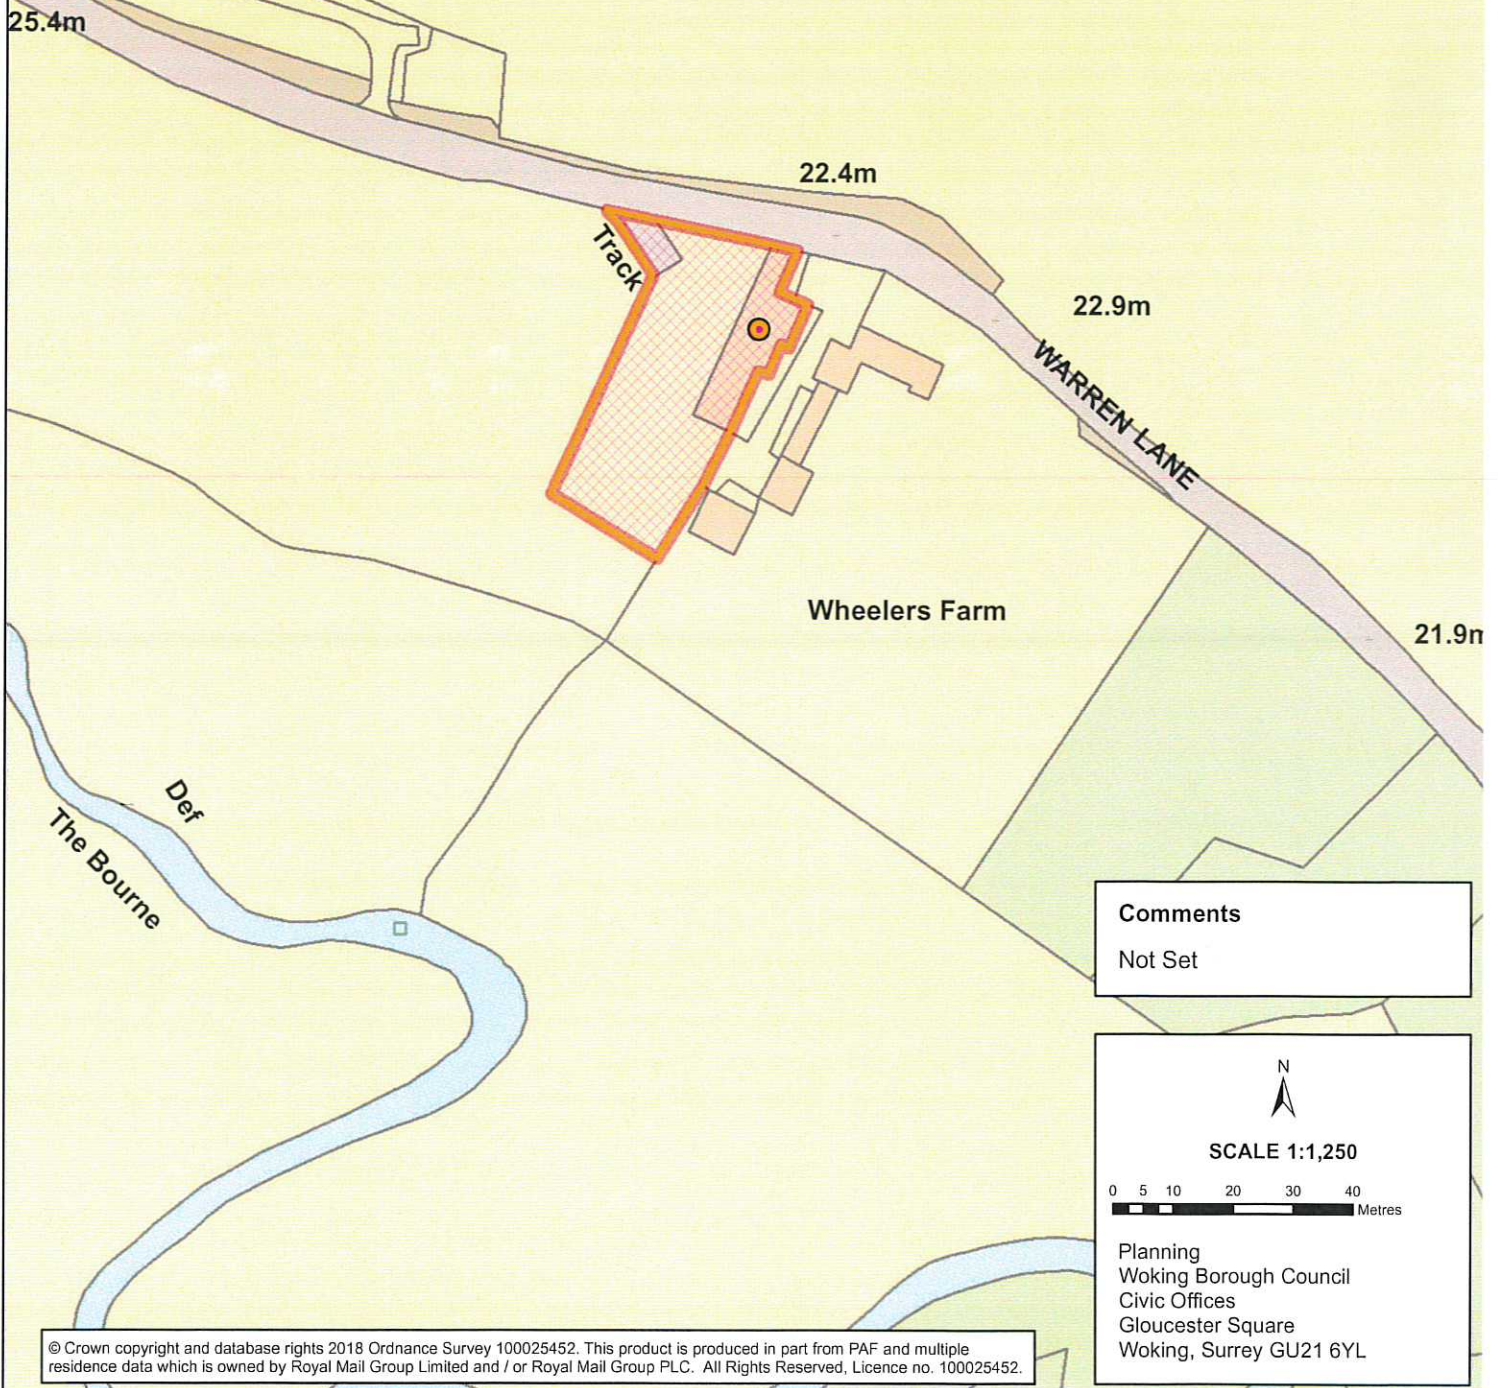 25.4m
22.4m
Track
22.9m
WARREN LANE
Wheelers Farm
21.9m
Def
The Bourne
Comments
Not Set
N
SCALE 1:1,250
0 5 10 20 30 40
Metres
Planning
Woking Borough Council
Civic Offices
Gloucester Square
Woking, Surrey GU21 6YL
© Crown copyright and database rights 2018 Ordnance Survey 100025452. This product is produced in part from PAF and multiple
residence data which is owned by Royal Mail Group Limited and / or Royal Mail Group PLC. All Rights Reserved, Licence no. 100025452.